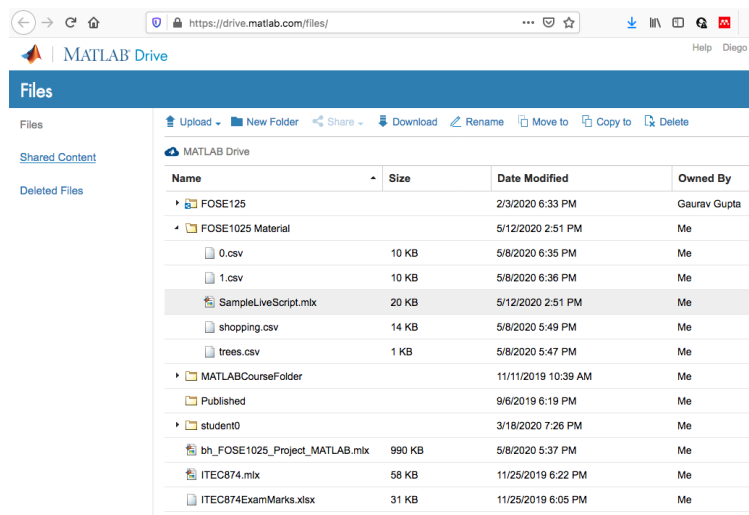 https://drive.matlab.com/files/
MATLAB Drive
Help Diego
Files
Files
Shared Content
Deleted Files
Upload New Folder Share Download Rename Move to Copy to Delete
MATLAB Drive
Name Size Date Modified Owned By
FOSE125 2/3/2020 6:33 PM Gaurav Gupta
FOSE1025 Material 5/12/2020 2:51 PM Me
0.csv 10 KB 5/8/2020 6:35 PM Me
1.csv 10 KB 5/8/2020 6:36 PM Me
SampleLiveScript.mlx 20 KB 5/12/2020 2:51 PM Me
shopping.csv 14 KB 5/8/2020 5:49 PM Me
trees.csv 1 KB 5/8/2020 5:47 PM Me
MATLABCourseFolder 11/11/2019 10:39 AM Me
Published 9/6/2019 6:19 PM Me
student0 3/18/2020 7:26 PM Me
bh_FOSE1025_Project_MATLAB.mlx 990 KB 5/8/2020 5:37 PM Me
ITEC874.mlx 58 KB 11/25/2019 6:22 PM Me
ITEC874ExamMarks.xlsx 31 KB 11/25/2019 6:05 PM Me